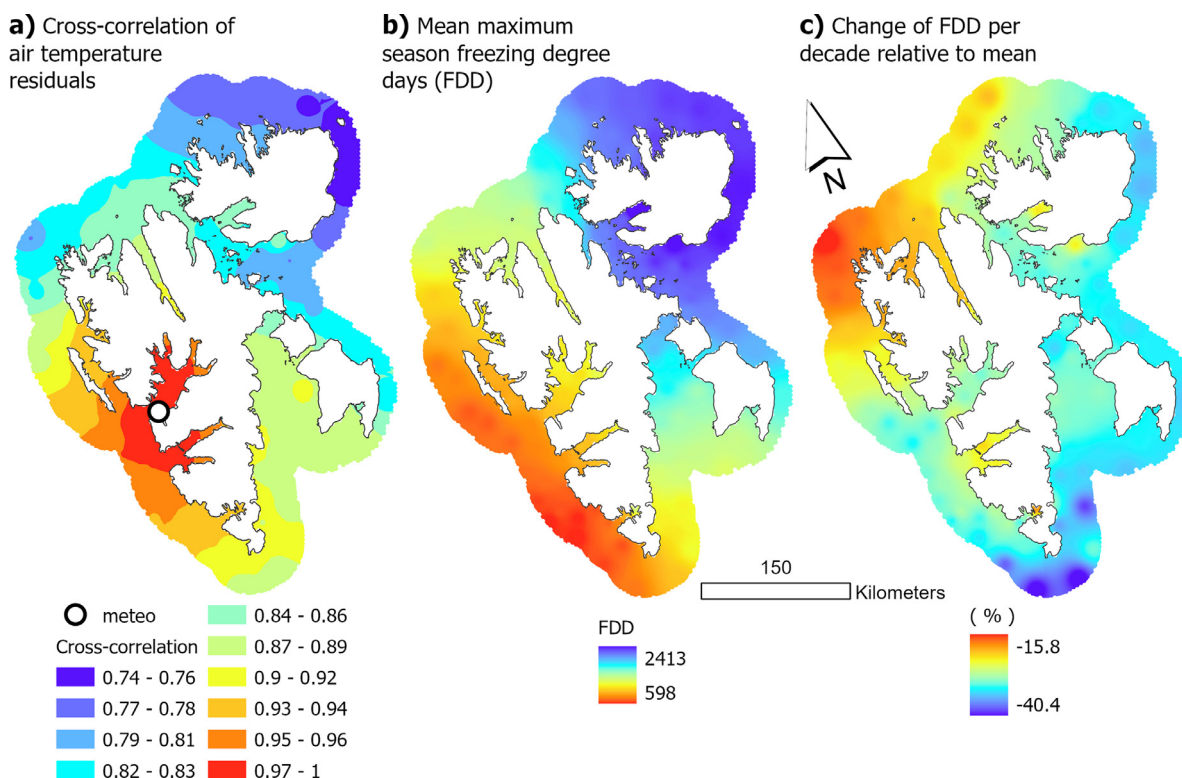 a) Cross-correlation of
air temperature
residuals
b) Mean maximum
season freezing degree
days (FDD)
c) Change of FDD per
decade relative to mean
N
150
Kilometers
meteo
Cross-correlation
0.74 - 0.76
0.77 - 0.78
0.79 - 0.81
0.82 - 0.83
0.84 - 0.86
0.87 - 0.89
0.9 - 0.92
0.93 - 0.94
0.95 - 0.96
0.97 - 1
FDD
2413
598
( % )
-15.8
-40.4